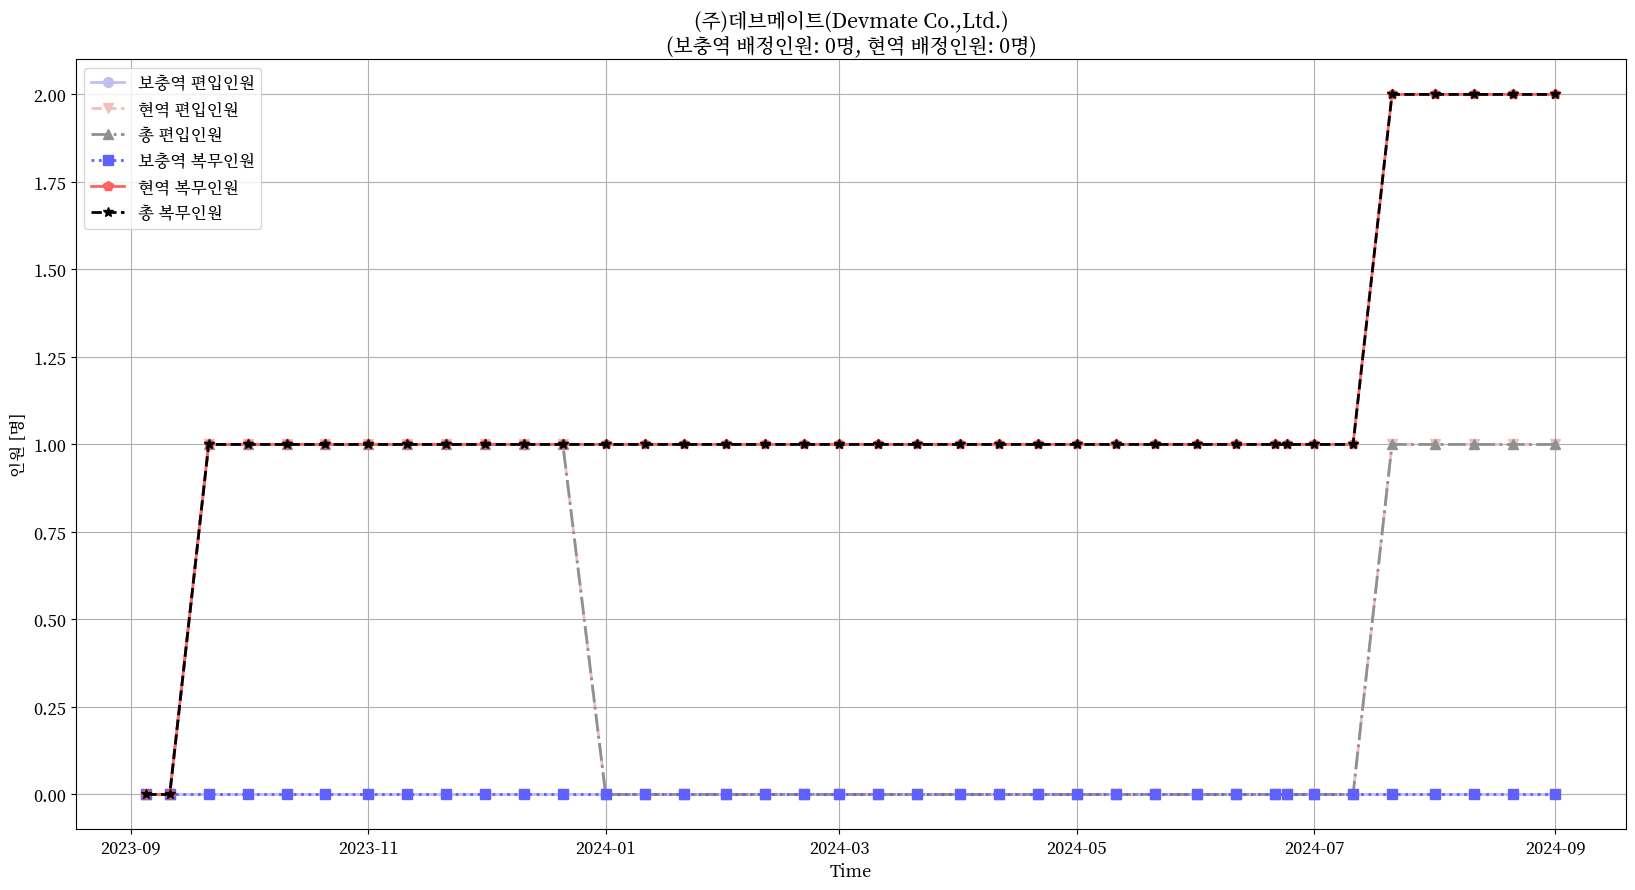 (주)데브메이트(Devmate Co.,Ltd.)
(보충역 배정인원: 0명, 현역 배정인원: 0명)
보충역 편입인원
현역 편입인원
총 편입인원
보충역 복무인원
현역 복무인원
총 복무인원
2.00
1.75
1.50
1.25
1.00
0.75
0.50
0.25
0.00
인원 [명]
2023-09 2023-11 2024-01 2024-03 2024-05 2024-07 2024-09
Time